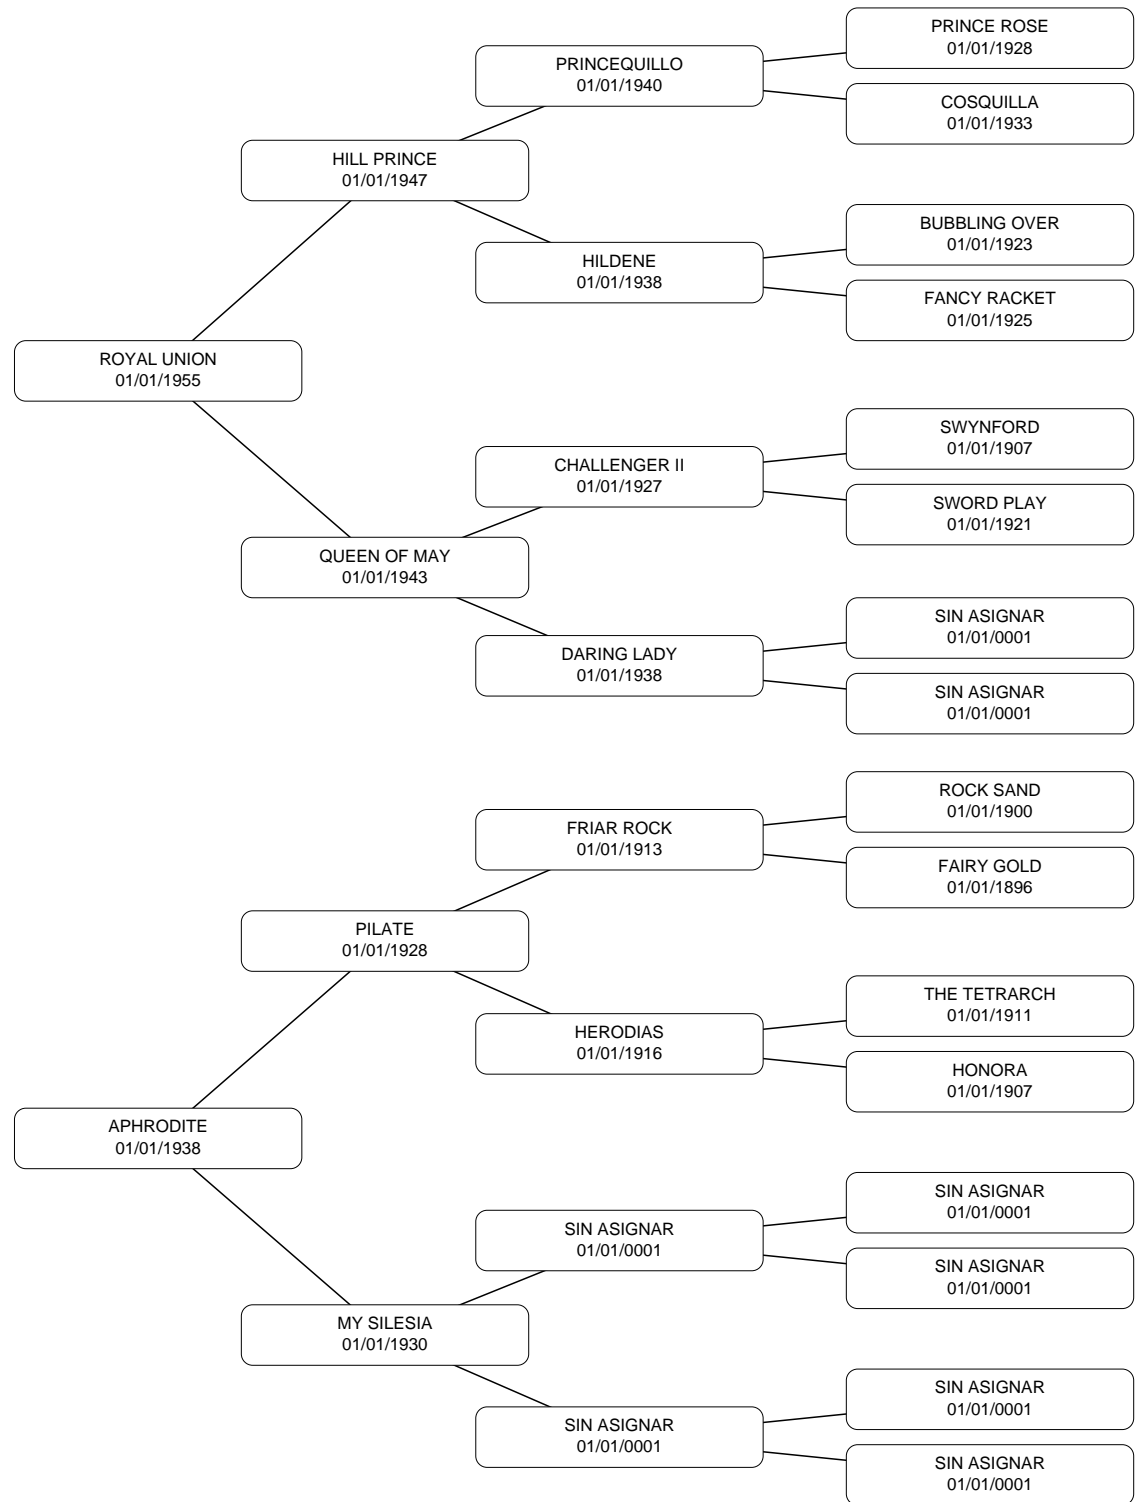 PRINCE ROSE
01/01/1928
PRINCEQUILLO
01/01/1940
COSQUILLA
01/01/1933
HILL PRINCE
01/01/1947
BUBBLING OVER
01/01/1923
HILDENE
01/01/1938
FANCY RACKET
01/01/1925
ROYAL UNION
01/01/1955
SWYNFORD
01/01/1907
CHALLENGER II
01/01/1927
SWORD PLAY
01/01/1921
QUEEN OF MAY
01/01/1943
SIN ASIGNAR
01/01/0001
DARING LADY
01/01/1938
SIN ASIGNAR
01/01/0001
ROCK SAND
01/01/1900
FRIAR ROCK
01/01/1913
FAIRY GOLD
01/01/1896
PILATE
01/01/1928
THE TETRARCH
01/01/1911
HERODIAS
01/01/1916
HONORA
01/01/1907
APHRODITE
01/01/1938
SIN ASIGNAR
01/01/0001
SIN ASIGNAR
01/01/0001
SIN ASIGNAR
01/01/0001
MY SILESIA
01/01/1930
SIN ASIGNAR
01/01/0001
SIN ASIGNAR
01/01/0001
SIN ASIGNAR
01/01/0001